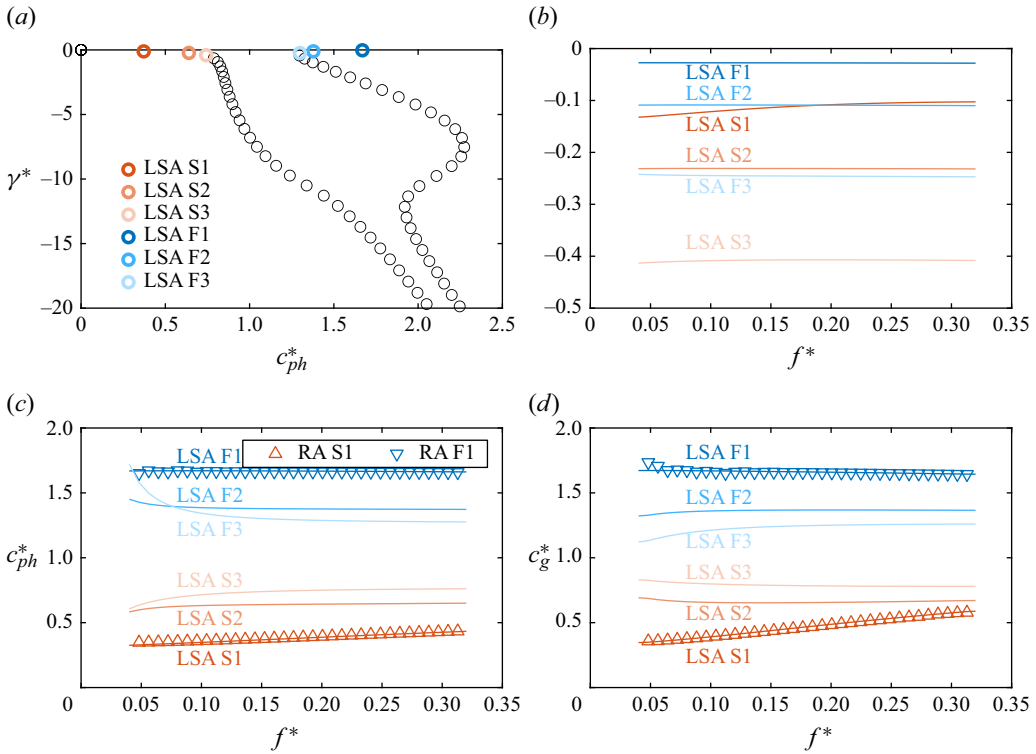 (a)
(b)
0
−5
−10
−15
−20
γ*
LSA S1
LSA S2
LSA S3
LSA F1
LSA F2
LSA F3
0
0.5
1.0
1.5
2.0
2.5
c*ph
0
−0.1
−0.2
−0.3
−0.4
−0.5
LSA F1
LSA F2
LSA S1
LSA S2
LSA F3
LSA S3
0
0.05
0.10
0.15
0.20
0.25
0.30
0.35
f*
(c)
(d)
2.0
1.5
1.0
0.5
0
c*ph
LSA F1
RA S1
RA F1
LSA F2
LSA F3
LSA S3
LSA S2
LSA S1
0.05
0.10
0.15
0.20
0.25
0.30
0.35
0
f*
2.0
1.5
1.0
0.5
0
c*g
LSA F1
LSA F2
LSA F3
LSA S3
LSA S2
LSA S1
0
0.05
0.10
0.15
0.20
0.25
0.30
0.35
f*